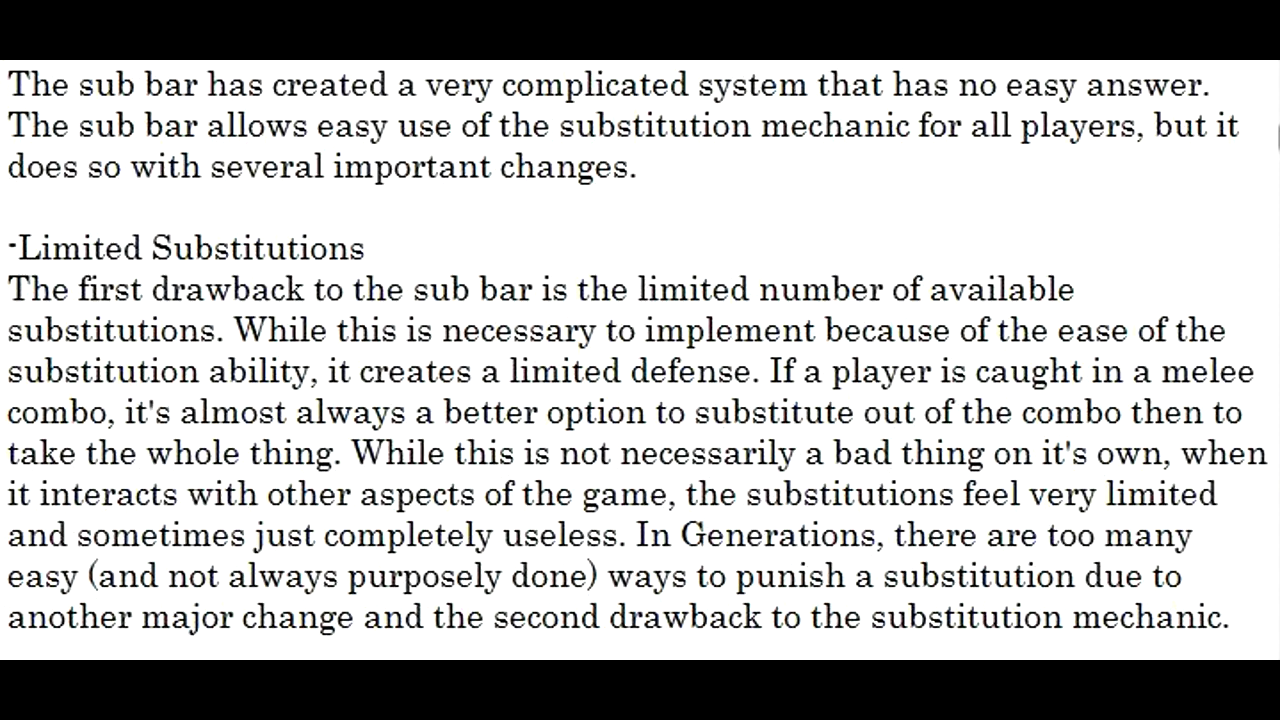 The sub bar has created a very complicated system that has no easy answer.
The sub bar allows easy use of the substitution mechanic for all players, but it
does so with several important changes.
-Limited Substitutions
The first drawback to the sub bar is the limited number of available
substitutions. While this is necessary to implement because of the ease of the
substitution ability, it creates a limited defense. If a player is caught in a melee
combo, it's almost always a better option to substitute out of the combo then to
take the whole thing. While this is not necessarily a bad thing on it's own, when
it interacts with other aspects of the game, the substitutions feel very limited
and sometimes just completely useless. In Generations, there are too many
easy (and not always purposely done) ways to punish a substitution due to
another major change and the second drawback to the substitution mechanic.